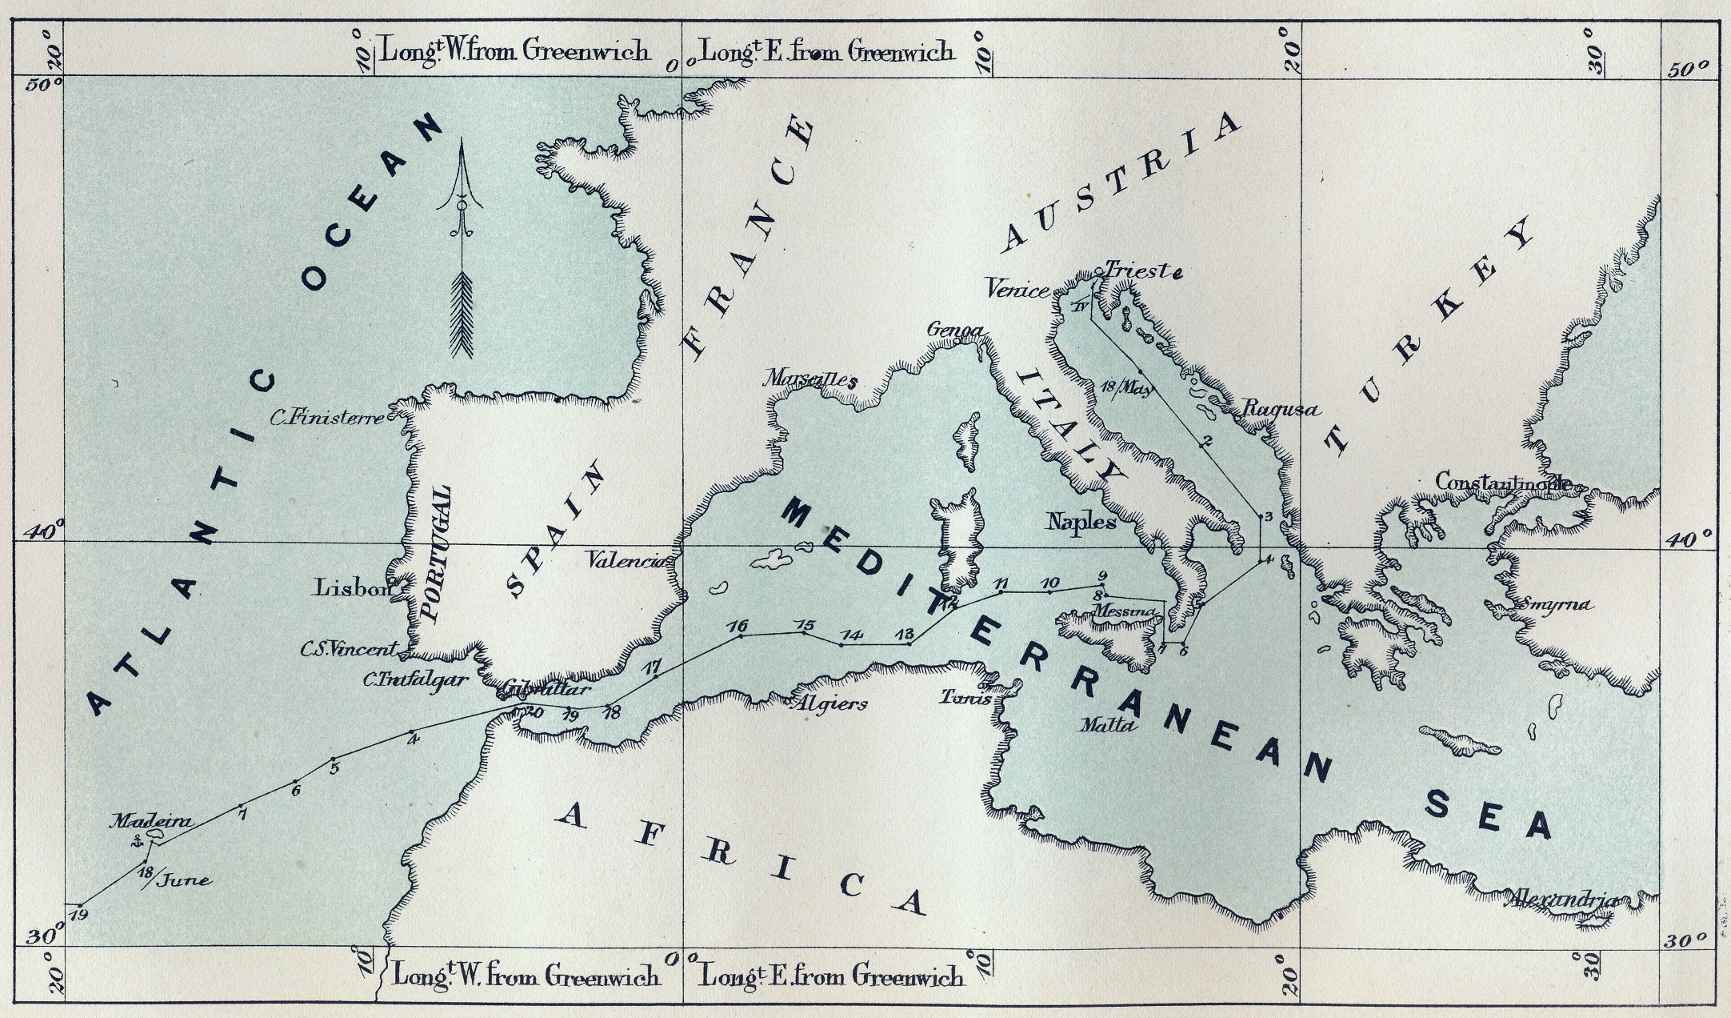 20°
10°
Long.t W. from Greenwich
0°
Long.t E. from Greenwich
10°
20°
30°
50°
50°
ATLANTIC OCEAN
FRANCE
AUSTRIA
TURKEY
Venice
Trieste
Genoa
Marseilles
ITALY
18/May
Ragusa
C. Finisterre
2
3
4
Constantinople
PORTUGAL
SPAIN
MEDITERRANEAN SEA
Naples
40°
40°
Valencia
Lisbon
9
8
10
11
12
Messina
Smyrna
6
16
15
14
13
C.S. Vincent
C. Trafalgar
Gibraltar
17
18
19
20
Tunis
Algiers
Malta
4
5
6
7
Madeira
18/June
19
AFRICA
Alexandria
30°
30°
20°
10°
Long.t W. from Greenwich
0°
Long.t E. from Greenwich
10°
20°
30°